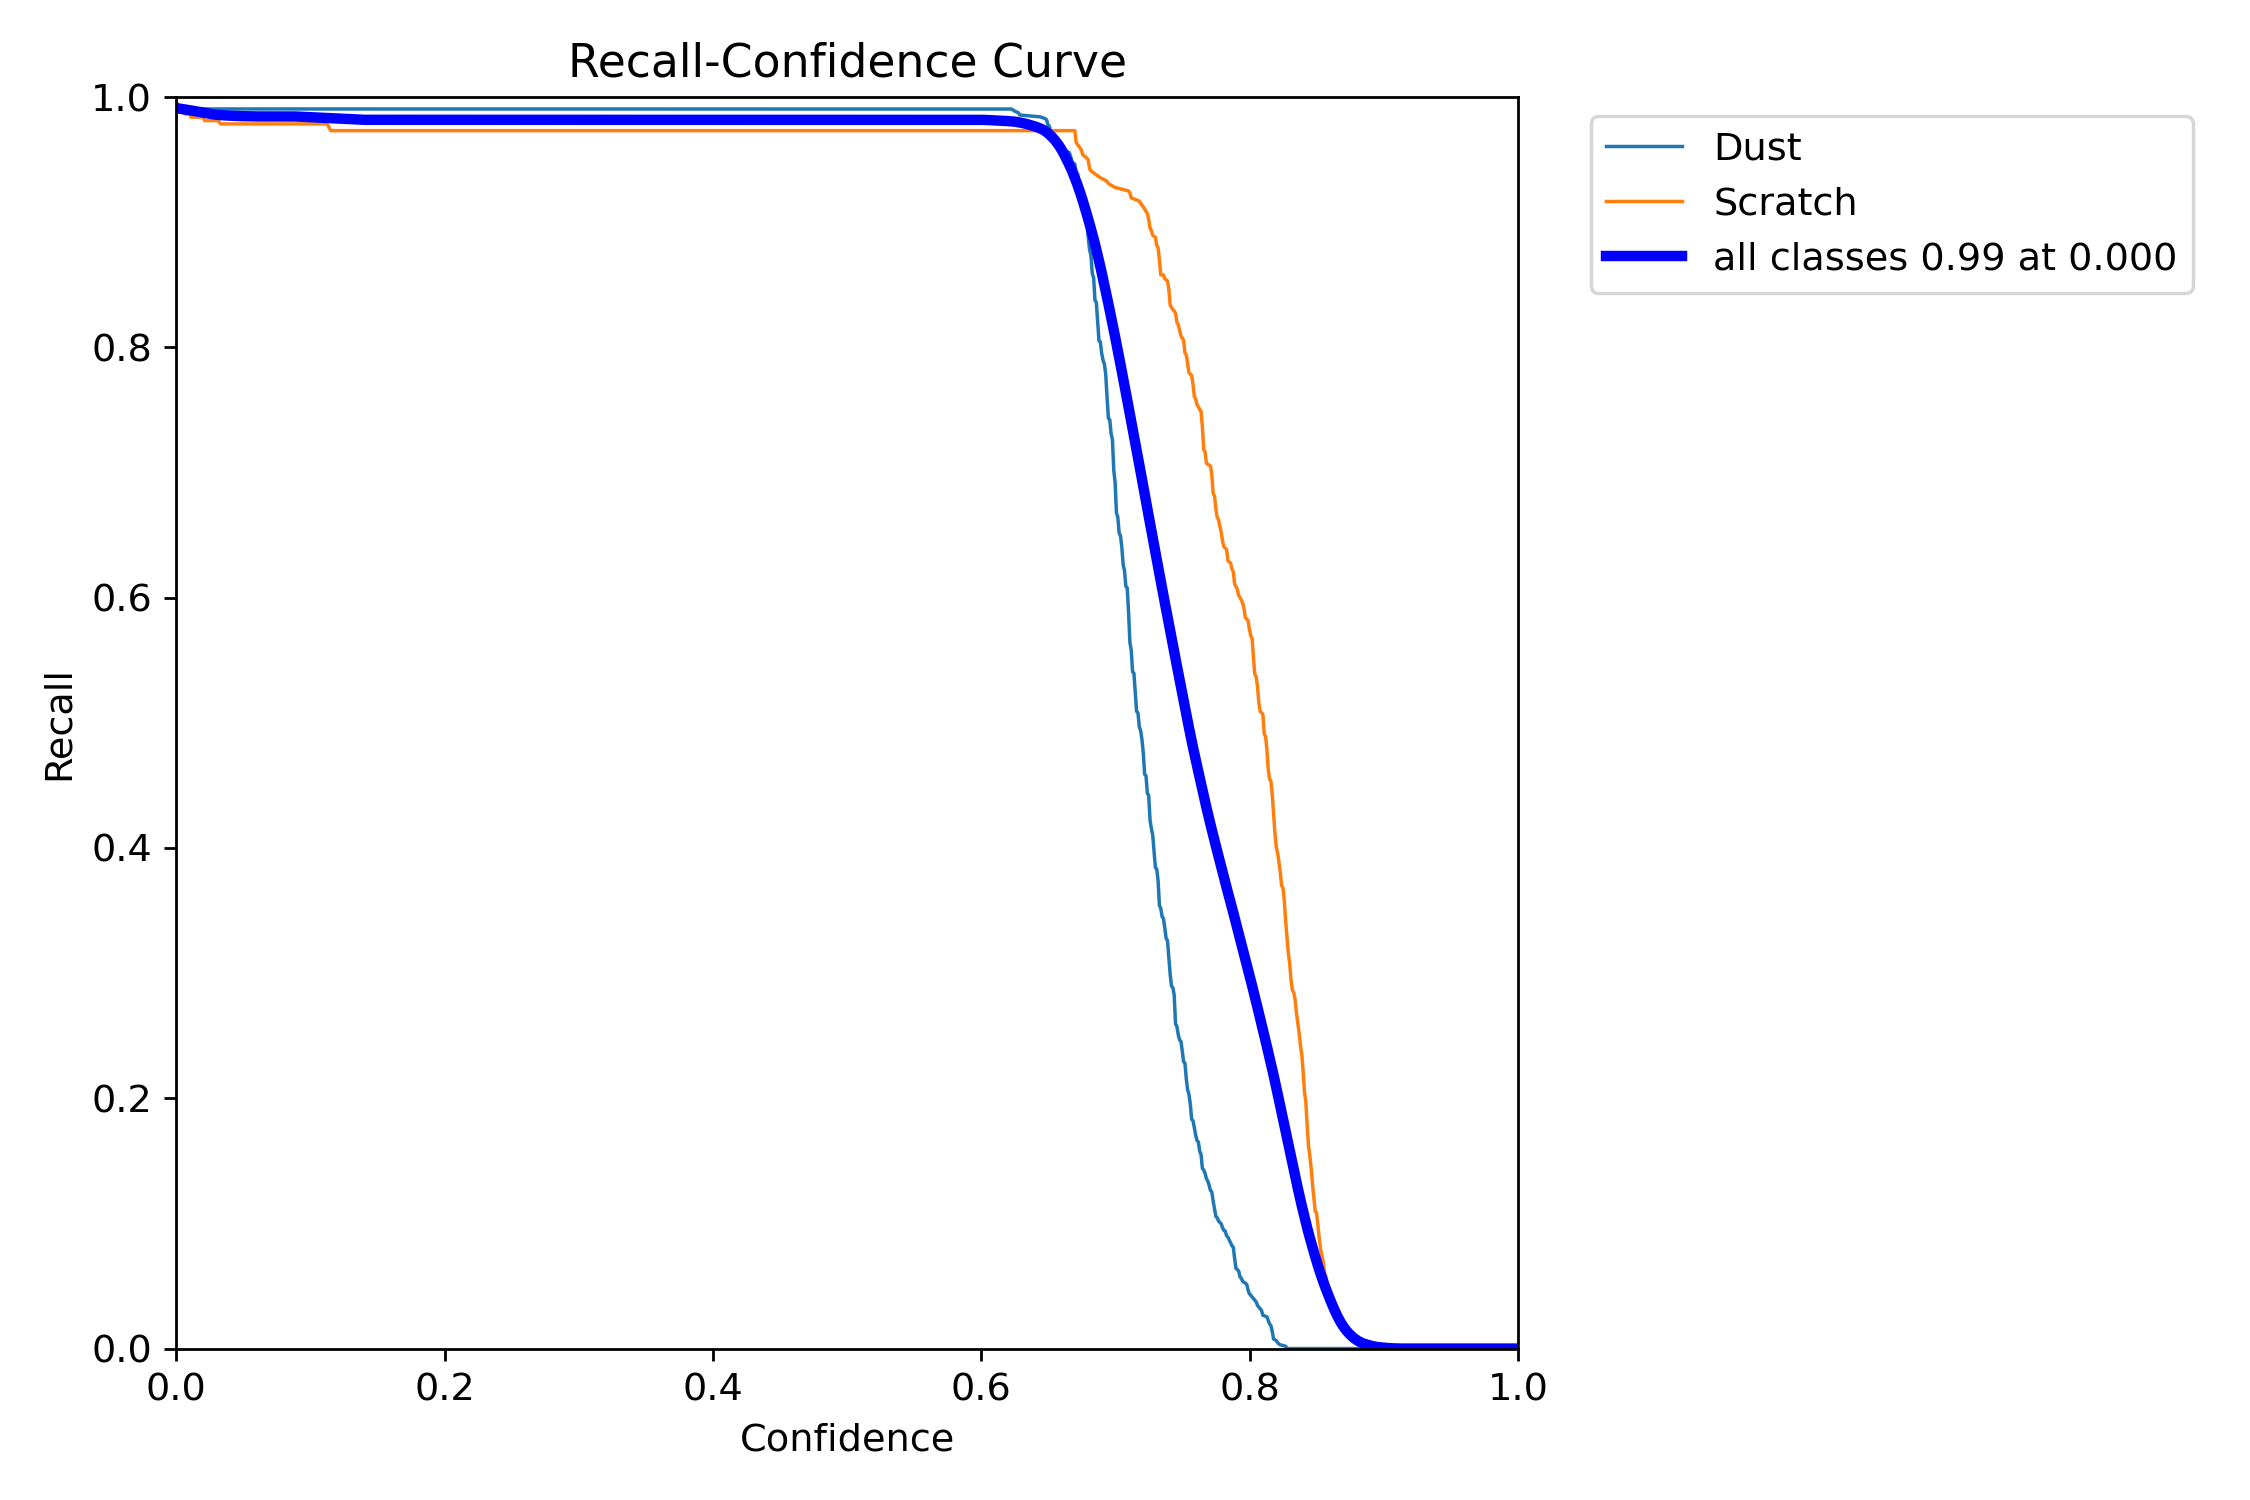 Recall-Confidence Curve
Dust
Scratch
all classes 0.99 at 0.000
1.0
0.8
0.6
0.4
0.2
0.0
Recall
0.0 0.2 0.4 0.6 0.8 1.0
Confidence